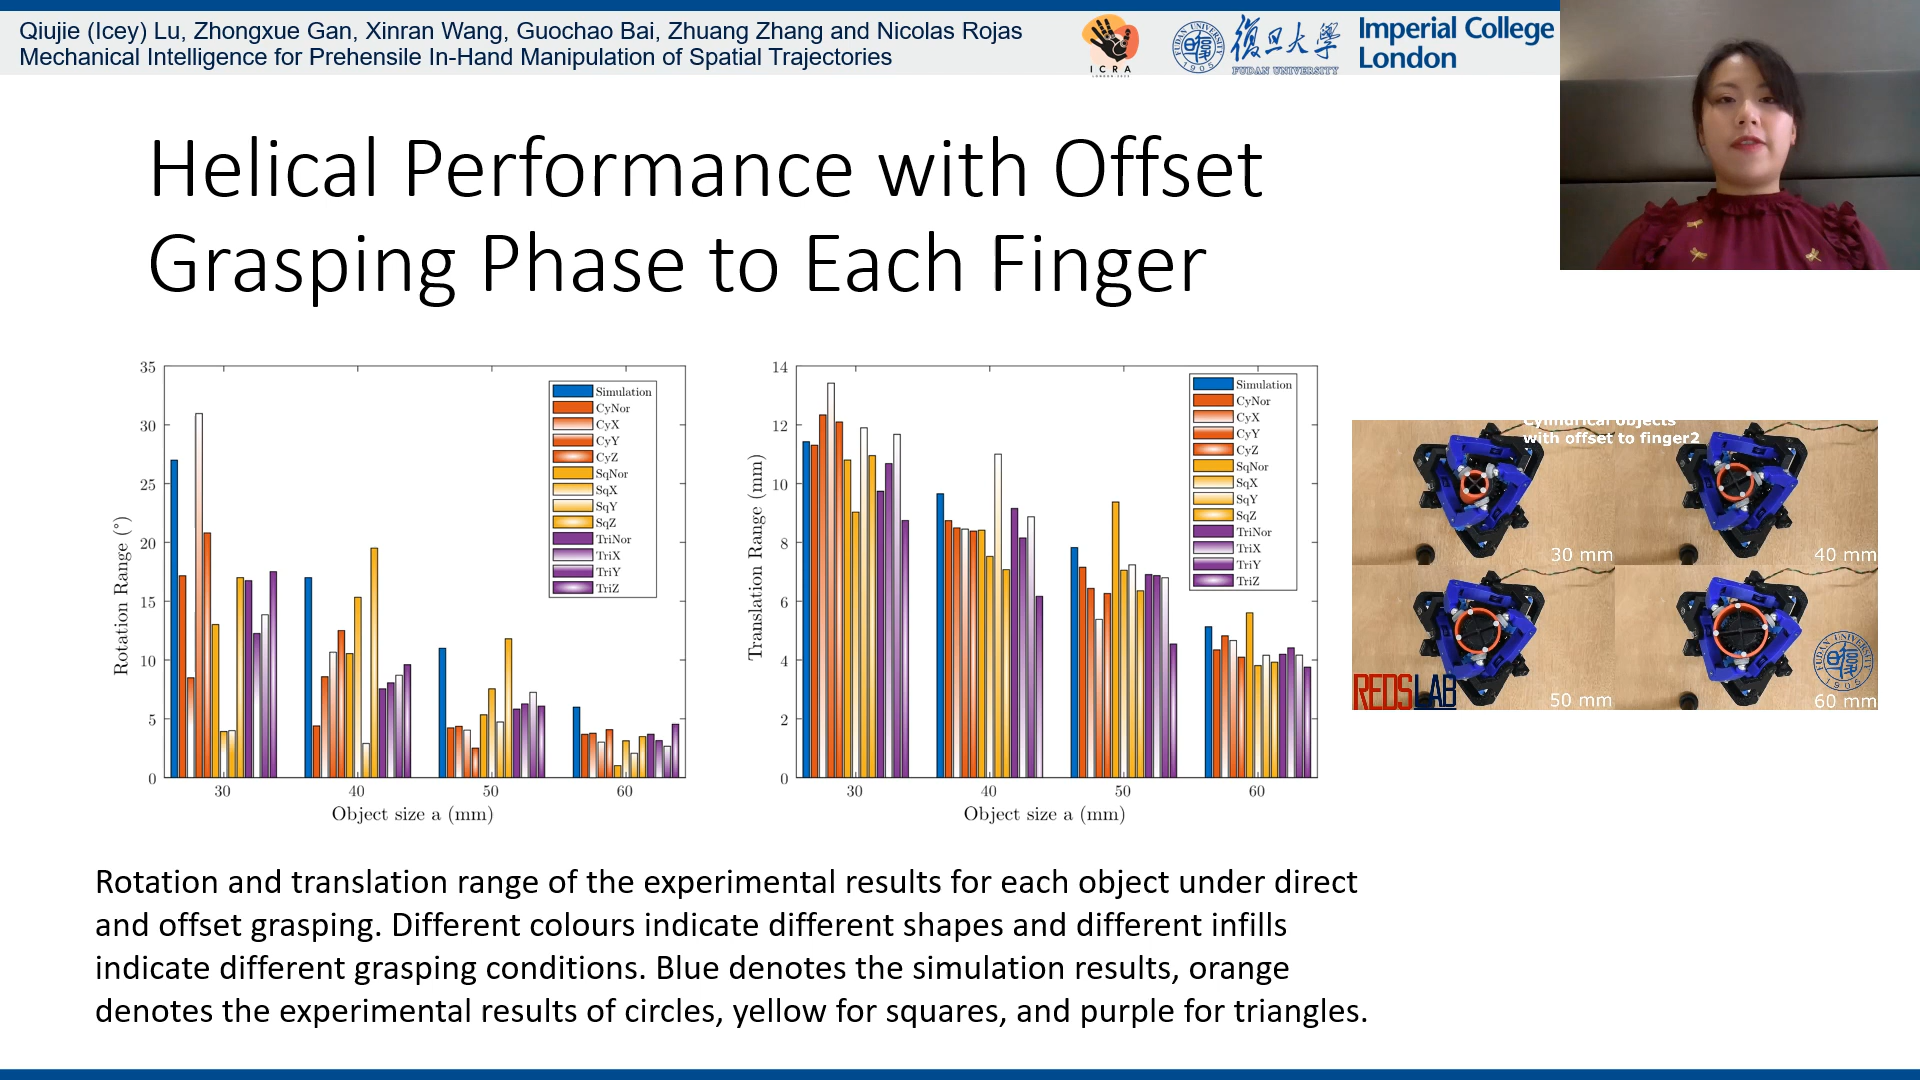 Qiujie (Icey) Lu, Zhongxue Gan, Xinran Wang, Guochao Bai, Zhuang Zhang and Nicolas Rojas
Mechanical Intelligence for Prehensile In-Hand Manipulation of Spatial Trajectories
ICRA
復旦大學
FUDAN UNIVERSITY
1905
Imperial College
London
Helical Performance with Offset
Grasping Phase to Each Finger
35
30
25
20
15
10
5
0
Rotation Range (°)
30
40
50
60
Object size a (mm)
Simulation
CyNor
CyX
CyY
CyZ
SqNor
SqX
SqY
SqZ
TriNor
TriX
TriY
TriZ
14
12
10
8
6
4
2
0
Translation Range (mm)
30
40
50
60
Object size a (mm)
Simulation
CyNor
CyX
CyY
CyZ
SqNor
SqX
SqY
SqZ
TriNor
TriX
TriY
TriZ
Cylindrical objects
with offset to finger2
30 mm
40 mm
50 mm
60 mm
REDSLAB
Rotation and translation range of the experimental results for each object under direct
and offset grasping. Different colours indicate different shapes and different infills
indicate different grasping conditions. Blue denotes the simulation results, orange
denotes the experimental results of circles, yellow for squares, and purple for triangles.